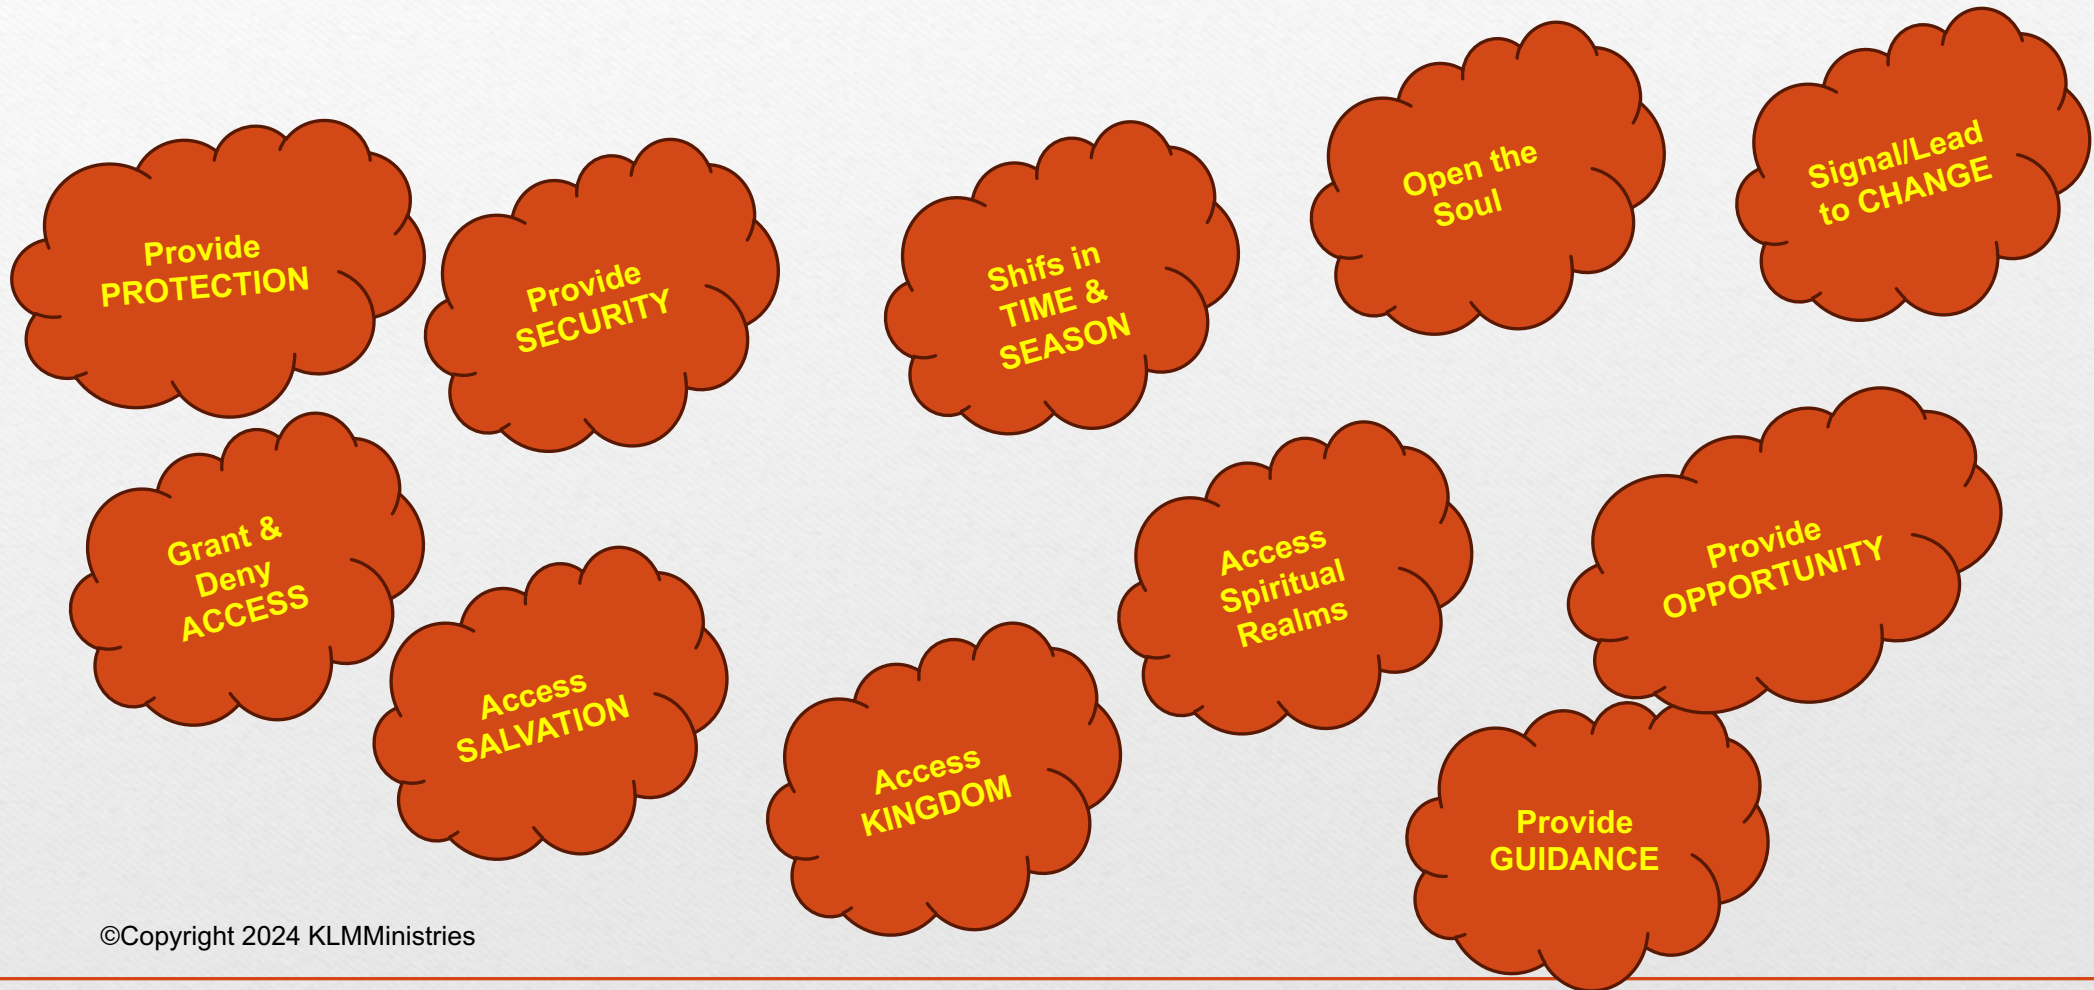 Provide
PROTECTION
Provide
SECURITY
Shifs in
TIME &
SEASON
Open the
Soul
Signal/Lead
to CHANGE
Grant &
Deny
ACCESS
Access
SALVATION
Access
KINGDOM
Access
Spiritual
Realms
Provide
OPPORTUNITY
Provide
GUIDANCE
©Copyright 2024 KLMMinistries